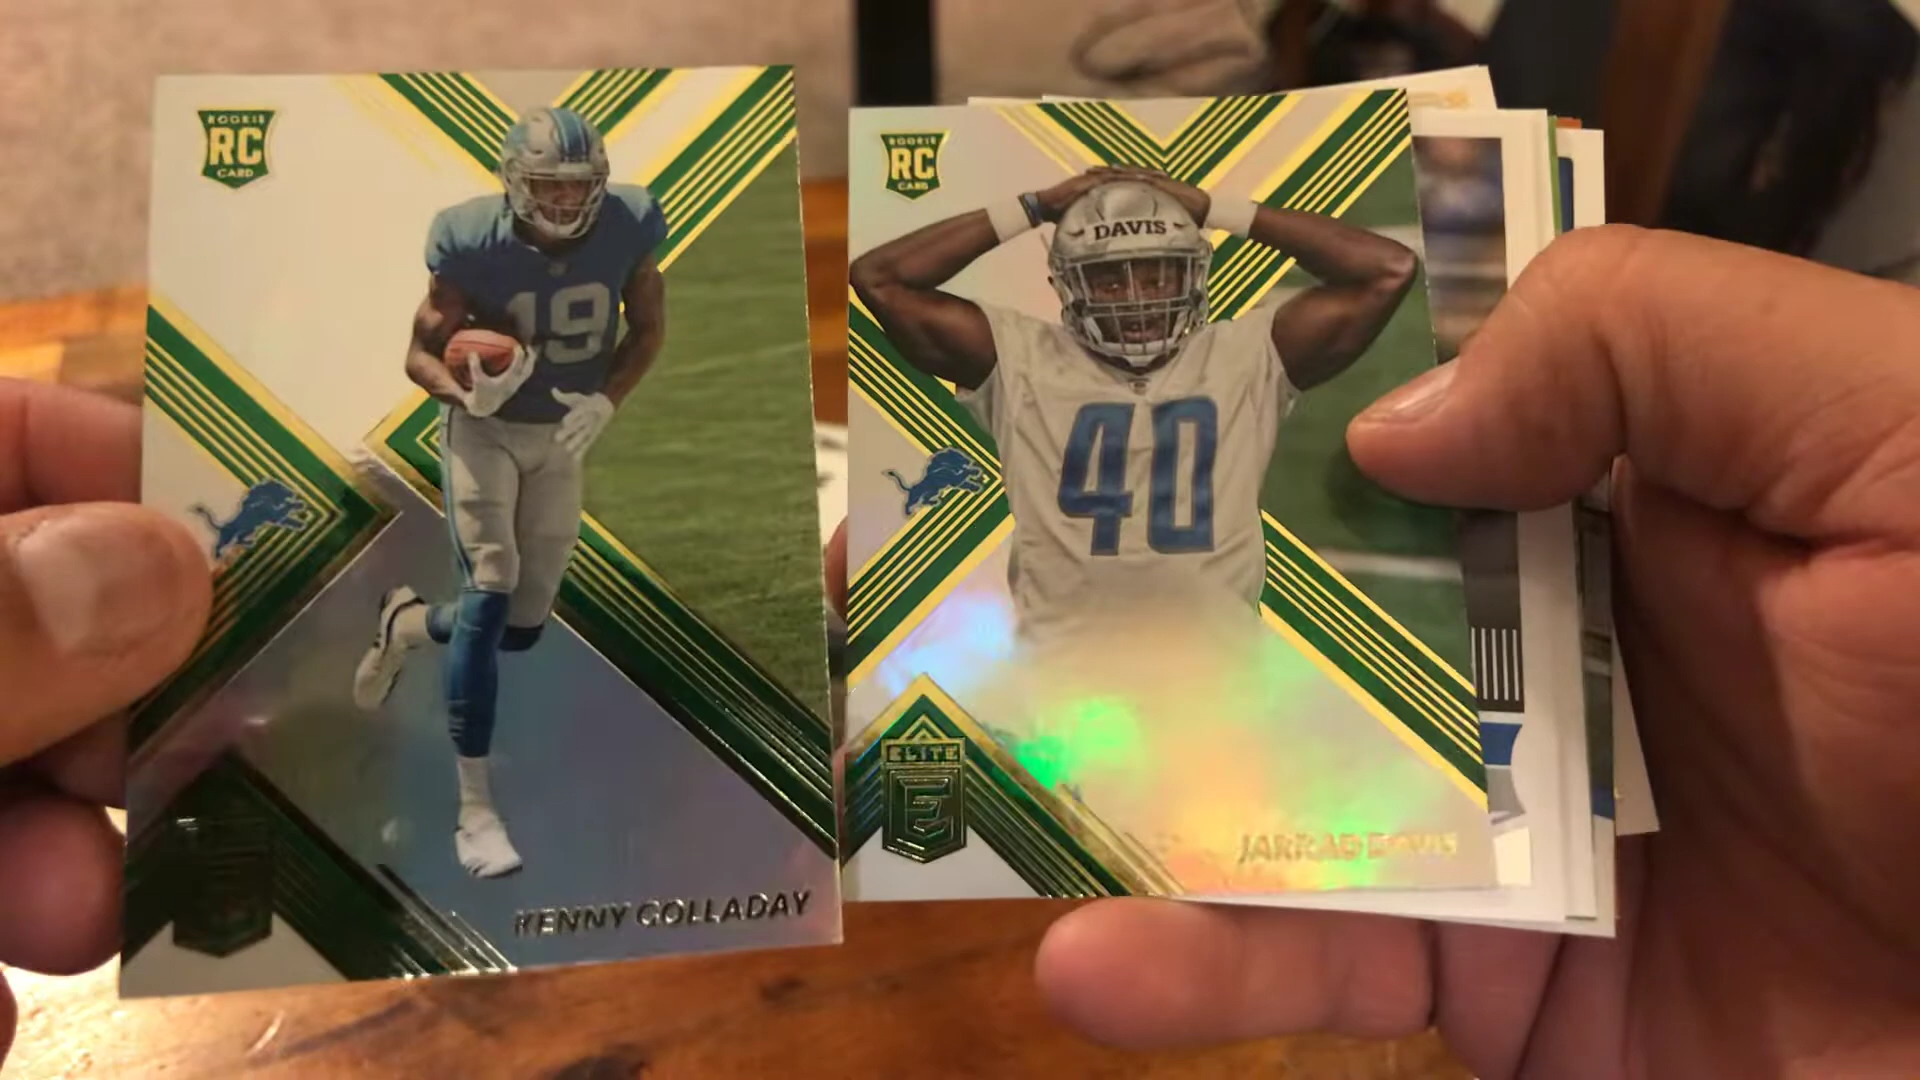 ROOKIE
RC
CARD
19
KENNY GOLLADAY
ROOKIE
RC
CARD
DAVIS
40
ELITE
E
JARRAD DAVIS